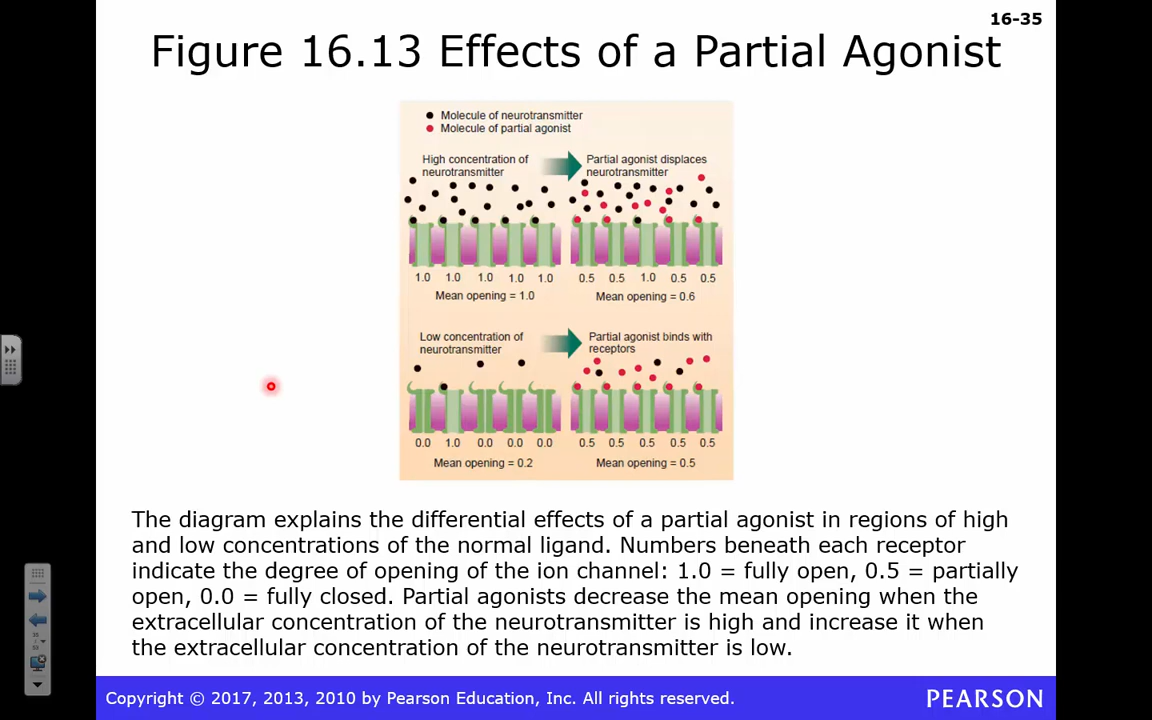 16-35
Figure 16.13 Effects of a Partial Agonist
Molecule of neurotransmitter
Molecule of partial agonist
High concentration of
neurotransmitter
Partial agonist displaces
neurotransmitter
1.0 1.0 1.0 1.0 1.0
Mean opening = 1.0
0.5 0.5 1.0 0.5 0.5
Mean opening = 0.6
Low concentration of
neurotransmitter
Partial agonist binds with
receptors
0.0 1.0 0.0 0.0 0.0
Mean opening = 0.2
0.5 0.5 0.5 0.5 0.5
Mean opening = 0.5
The diagram explains the differential effects of a partial agonist in regions of high
and low concentrations of the normal ligand. Numbers beneath each receptor
indicate the degree of opening of the ion channel: 1.0 = fully open, 0.5 = partially
open, 0.0 = fully closed. Partial agonists decrease the mean opening when the
extracellular concentration of the neurotransmitter is high and increase it when
the extracellular concentration of the neurotransmitter is low.
Copyright © 2017, 2013, 2010 by Pearson Education, Inc. All rights reserved.
PEARSON